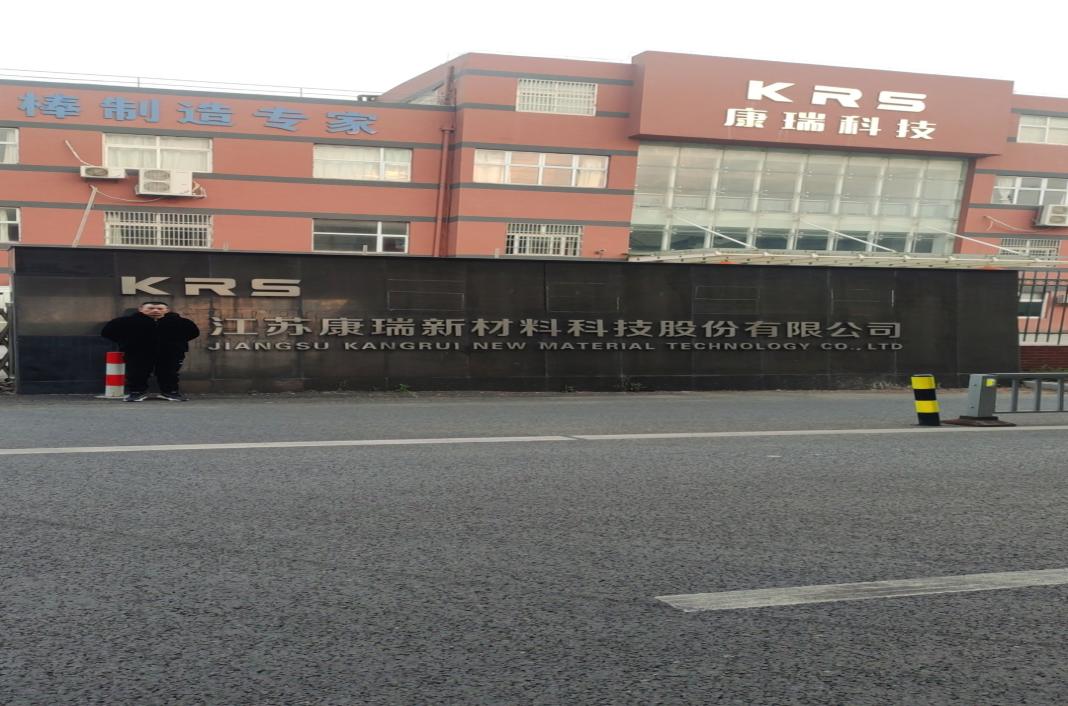 棒制造专家
KRS
康瑞科技
KRS
江苏康瑞新材料科技股份有限公司
JIANGSU KANGRUI NEW MATERIAL TECHNOLOGY CO., LTD